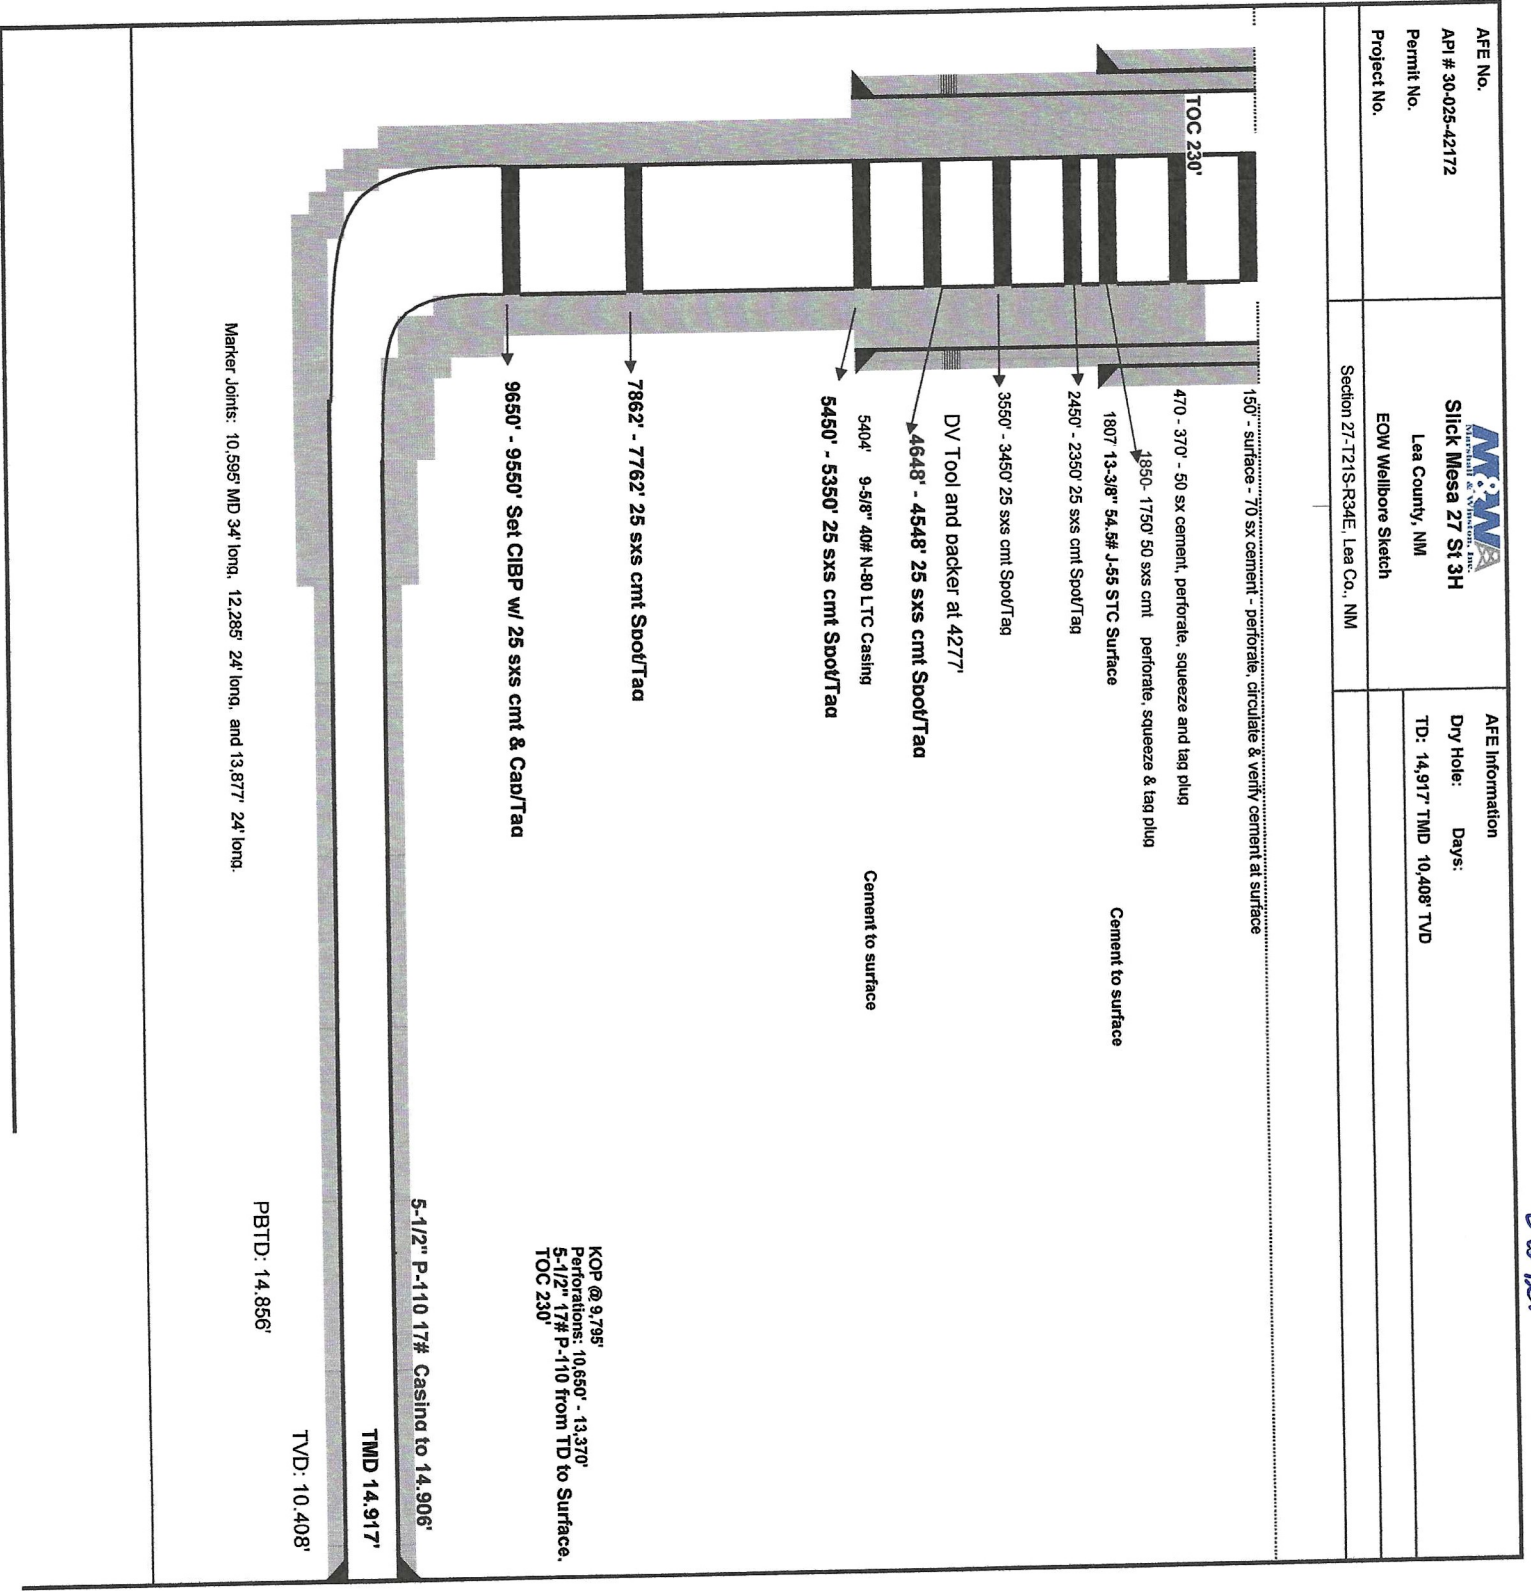 AFE No.
API # 30-025-42172
Permit No.
Project No.
M&W
Marshall & Winston, Inc.
Slick Mesa 27 St 3H
Lea County, NM
EOW Wellbore Sketch
Section 27-T21S-R34E, Lea Co., NM
AFE Information
Dry Hole: Days:
TD: 14,917' TMD 10,408' TVD
150' - surface - 70 sx cement - perforate, circulate & verify cement at surface
TOC 230'
470 - 370' - 50 sx cement, perforate, squeeze and tag plug
1850- 1750' 50 sxs cmt perforate, squeeze & tag plug
1807' 13-3/8" 54.5# J-55 STC Surface
Cement to surface
2450' - 2350' 25 sxs cmt Spot/Tag
3550' - 3450' 25 sxs cmt Spot/Tag
DV Tool and packer at 4277'
4648' - 4548' 25 sxs cmt Spot/Tag
5404' 9-5/8" 40# N-80 LTC Casing
Cement to surface
5450' - 5350' 25 sxs cmt Spot/Tag
7862' - 7762' 25 sxs cmt Spot/Tag
9650' - 9550' Set CIBP w/ 25 sxs cmt & Cap/Tag
KOP @ 9,795'
Perforations: 10,650' - 13,370'
5-1/2" 17# P-110 from TD to Surface.
TOC 230'
5-1/2" P-110 17# Casing to 14,906'
TMD 14,917'
TVD: 10,408'
PBTD: 14,856'
Marker Joints: 10,595' MD 34' long, 12,285' 24' long, and 13,877' 24' long.